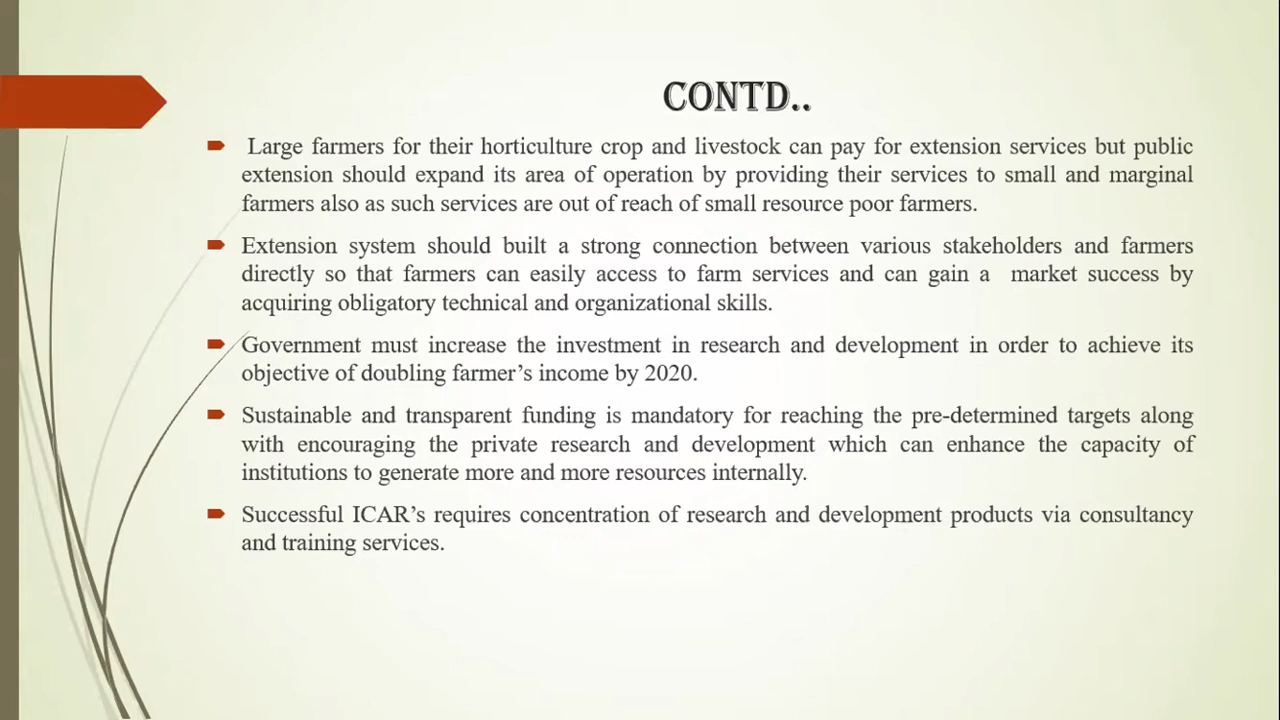 CONTD..
Large farmers for their horticulture crop and livestock can pay for extension services but public
extension should expand its area of operation by providing their services to small and marginal
farmers also as such services are out of reach of small resource poor farmers.
Extension system should built a strong connection between various stakeholders and farmers
directly so that farmers can easily access to farm services and can gain a market success by
acquiring obligatory technical and organizational skills.
Government must increase the investment in research and development in order to achieve its
objective of doubling farmer’s income by 2020.
Sustainable and transparent funding is mandatory for reaching the pre-determined targets along
with encouraging the private research and development which can enhance the capacity of
institutions to generate more and more resources internally.
Successful ICAR’s requires concentration of research and development products via consultancy
and training services.